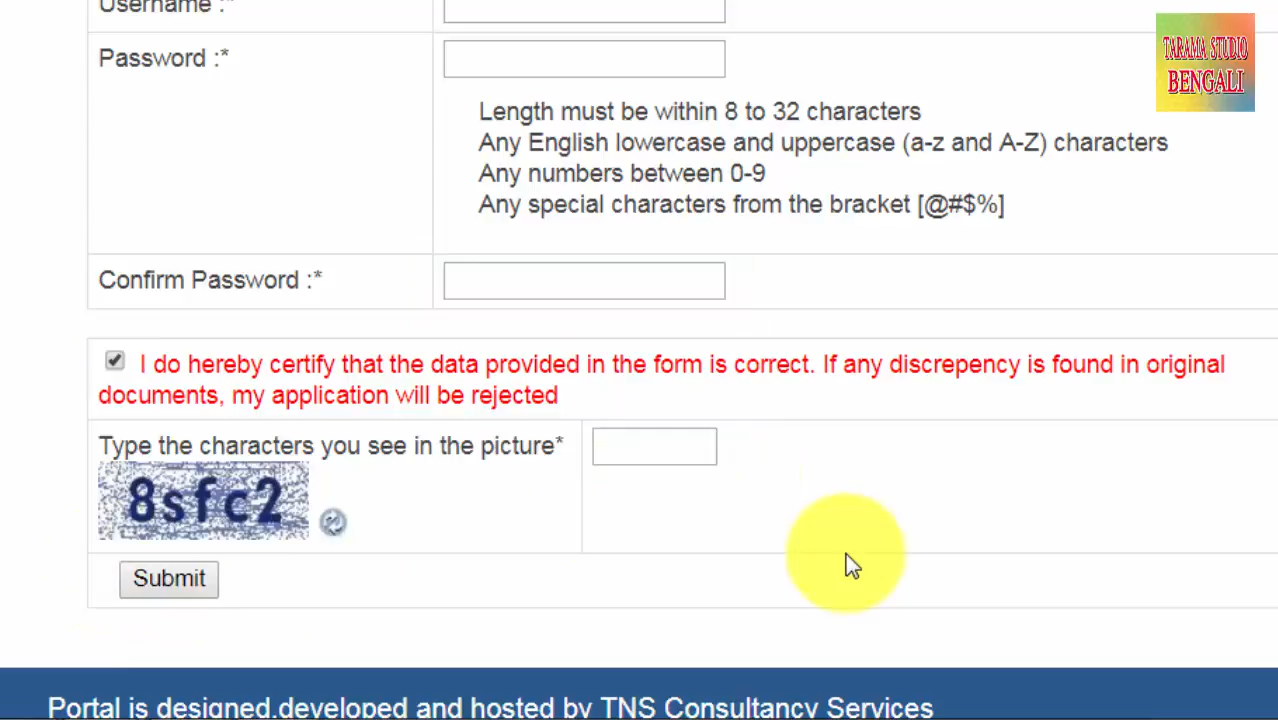 Username :*
TARAMA STUDIO
BENGALI
Password :*
Length must be within 8 to 32 characters
Any English lowercase and uppercase (a-z and A-Z) characters
Any numbers between 0-9
Any special characters from the bracket [@#$%]
Confirm Password :*
I do hereby certify that the data provided in the form is correct. If any discrepency is found in original
documents, my application will be rejected
Type the characters you see in the picture*
8sfc2
Submit
Portal is designed,developed and hosted by TNS Consultancy Services